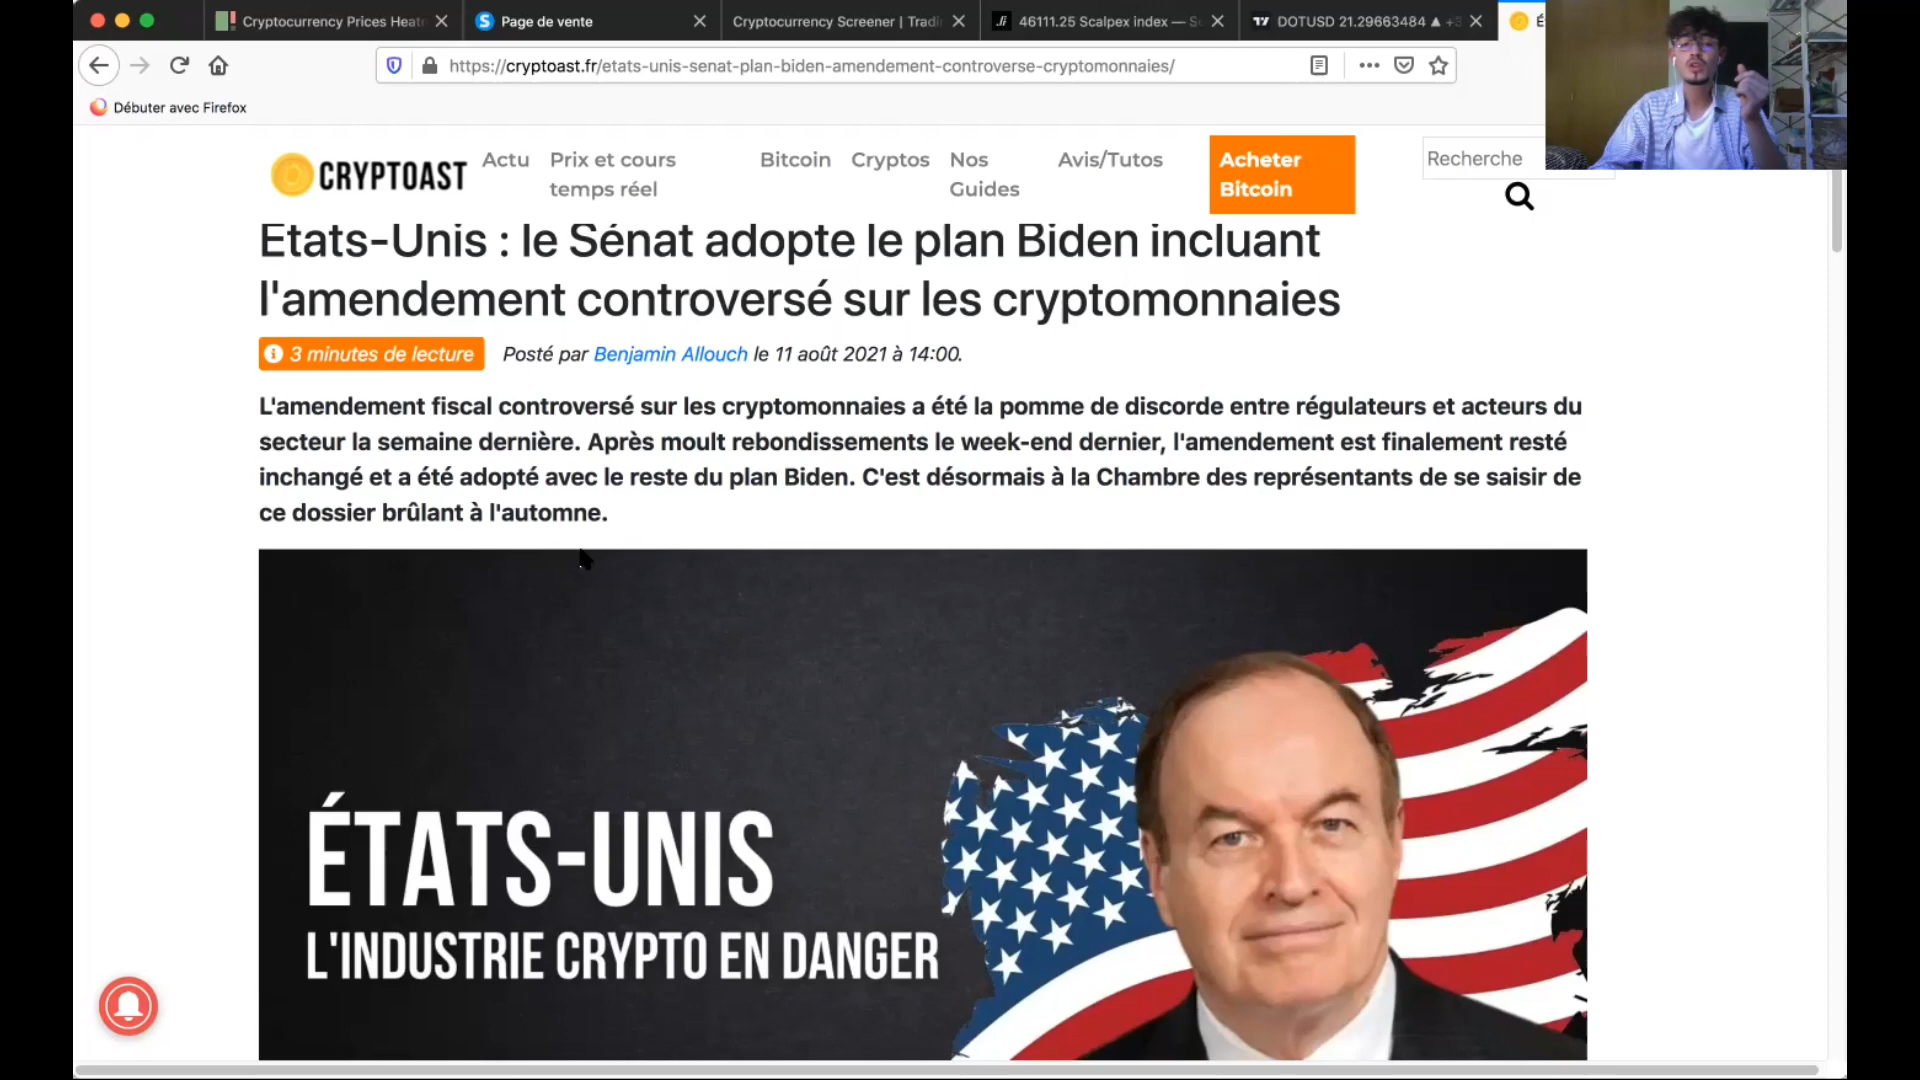 Cryptocurrency Prices Heat
Page de vente
Cryptocurrency Screener | Tradi
46111.25 Scalpex index — S
DOTUSD 21.29663484 ▲ +3
https://cryptoast.fr/etats-unis-senat-plan-biden-amendement-controverse-cryptomonnaies/
Débuter avec Firefox
CRYPTOAST
Actu
Prix et cours
temps réel
Bitcoin
Cryptos
Nos
Guides
Avis/Tutos
Acheter
Bitcoin
Recherche
États-Unis : le Sénat adopte le plan Biden incluant
l'amendement controversé sur les cryptomonnaies
3 minutes de lecture
Posté par Benjamin Allouch le 11 août 2021 à 14:00.
L'amendement fiscal controversé sur les cryptomonnaies a été la pomme de discorde entre régulateurs et acteurs du
secteur la semaine dernière. Après moult rebondissements le week-end dernier, l'amendement est finalement resté
inchangé et a été adopté avec le reste du plan Biden. C'est désormais à la Chambre des représentants de se saisir de
ce dossier brûlant à l'automne.
ÉTATS-UNIS
L'INDUSTRIE CRYPTO EN DANGER